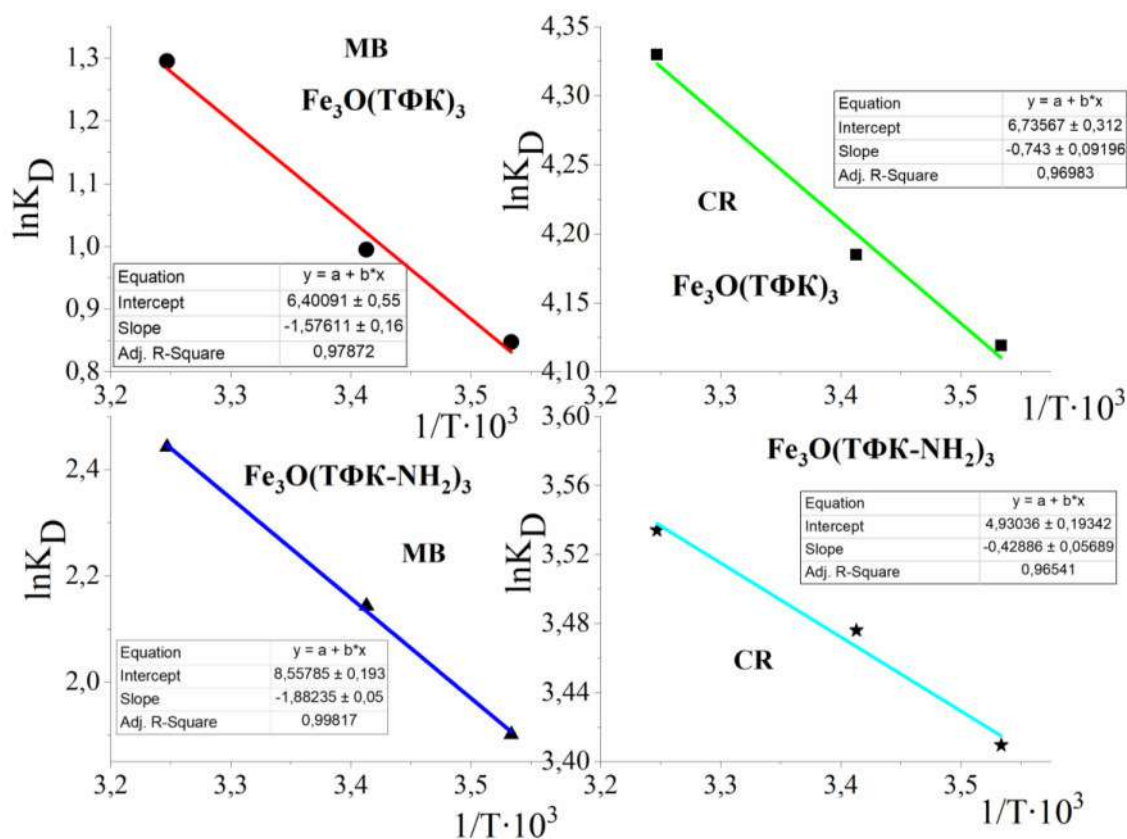 MB
Fe₃O(ТФК)₃
lnK_D
1,3
1,2
1,1
1,0
0,9
0,8
Equation y = a + b*x
Intercept 6,40091 ± 0,55
Slope -1,57611 ± 0,16
Adj. R-Square 0,97872
3,2 3,3 3,4 3,5
1/T·10³
4,35
4,30
4,25
4,20
4,15
4,10
lnK_D
Equation y = a + b*x
Intercept 6,73567 ± 0,312
Slope -0,743 ± 0,09196
Adj. R-Square 0,96983
CR
Fe₃O(ТФК)₃
3,2 3,3 3,4 3,5
1/T·10³
2,4
2,2
2,0
lnK_D
Fe₃O(ТФК-NH₂)₃
MB
Equation y = a + b*x
Intercept 8,55785 ± 0,193
Slope -1,88235 ± 0,05
Adj. R-Square 0,99817
3,2 3,3 3,4 3,5
1/T·10³
3,60
3,56
3,52
3,48
3,44
3,40
lnK_D
Fe₃O(ТФК-NH₂)₃
Equation y = a + b*x
Intercept 4,93036 ± 0,19342
Slope -0,42886 ± 0,05689
Adj. R-Square 0,96541
CR
3,2 3,3 3,4 3,5
1/T·10³